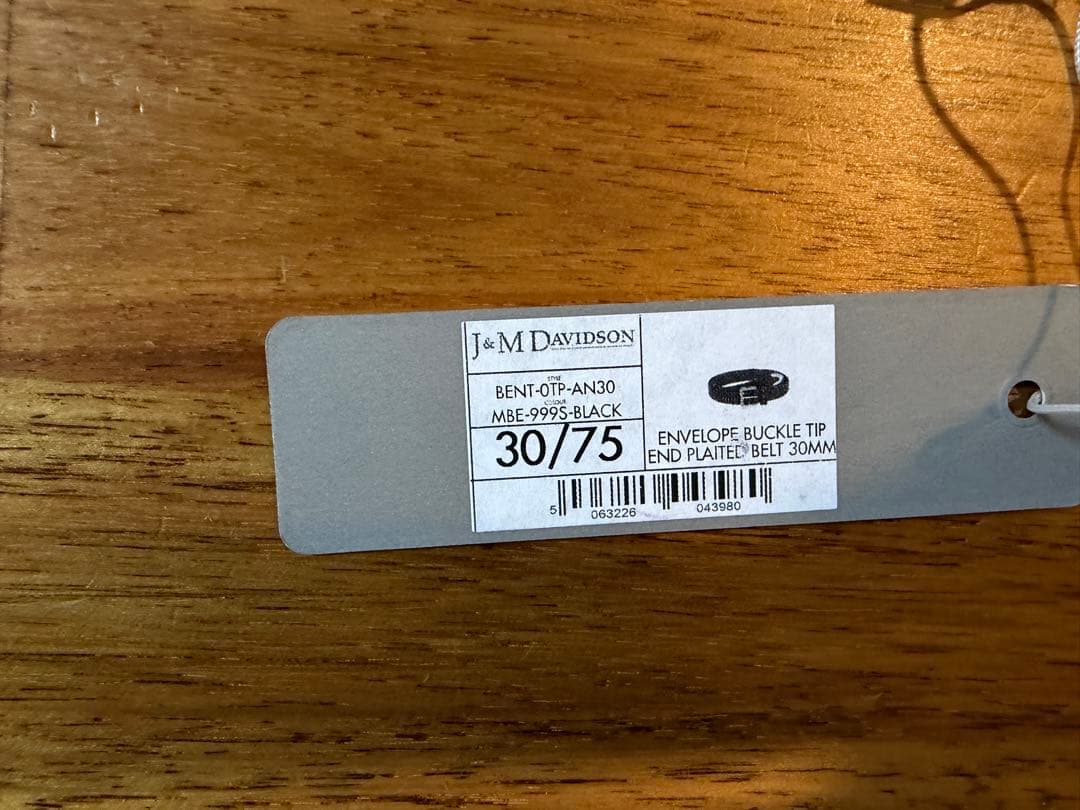 J&M DAVIDSON
STYLE
BENT-0TP-AN30
COLOUR
MBE-999S-BLACK
30/75
ENVELOPE BUCKLE TIP
END PLAITED BELT 30MM
5 063226 043980